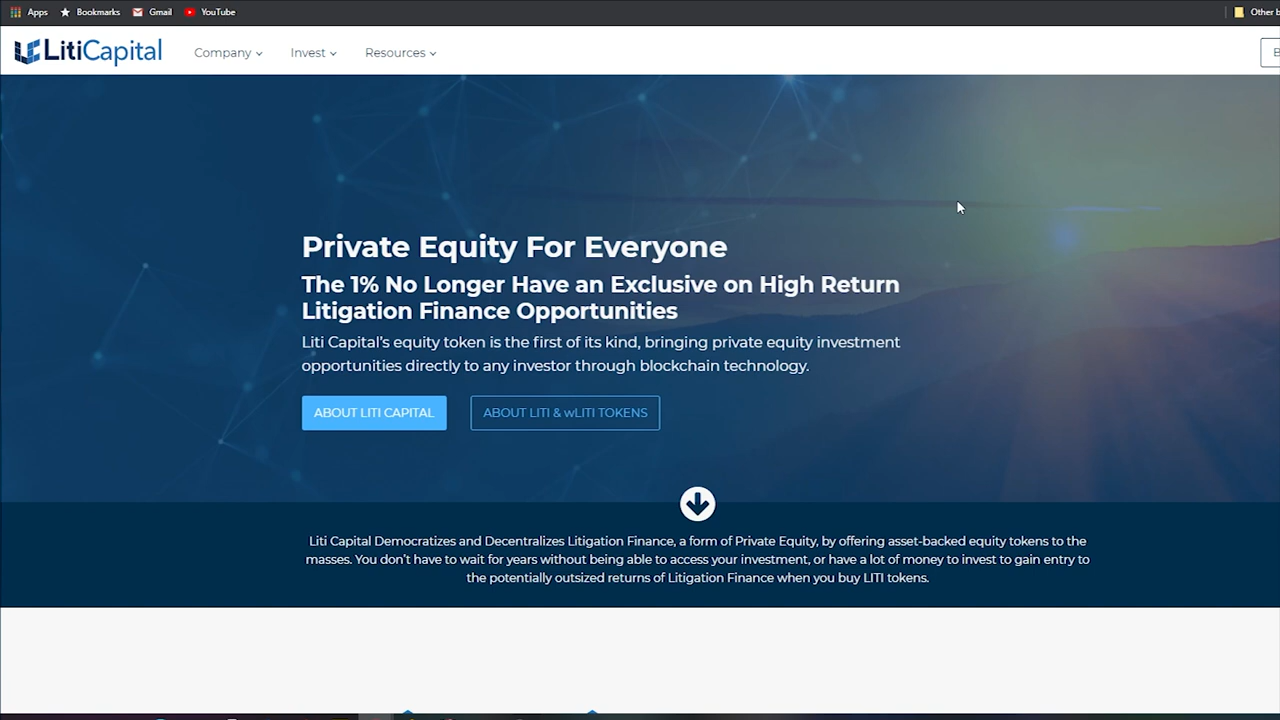 Apps Bookmarks Gmail YouTube Other b
LitiCapital Company Invest Resources B
Private Equity For Everyone
The 1% No Longer Have an Exclusive on High Return
Litigation Finance Opportunities
Liti Capital's equity token is the first of its kind, bringing private equity investment
opportunities directly to any investor through blockchain technology.
ABOUT LITI CAPITAL ABOUT LITI & wLITI TOKENS
Liti Capital Democratizes and Decentralizes Litigation Finance, a form of Private Equity, by offering asset-backed equity tokens to the
masses. You don't have to wait for years without being able to access your investment, or have a lot of money to invest to gain entry to
the potentially outsized returns of Litigation Finance when you buy LITI tokens.